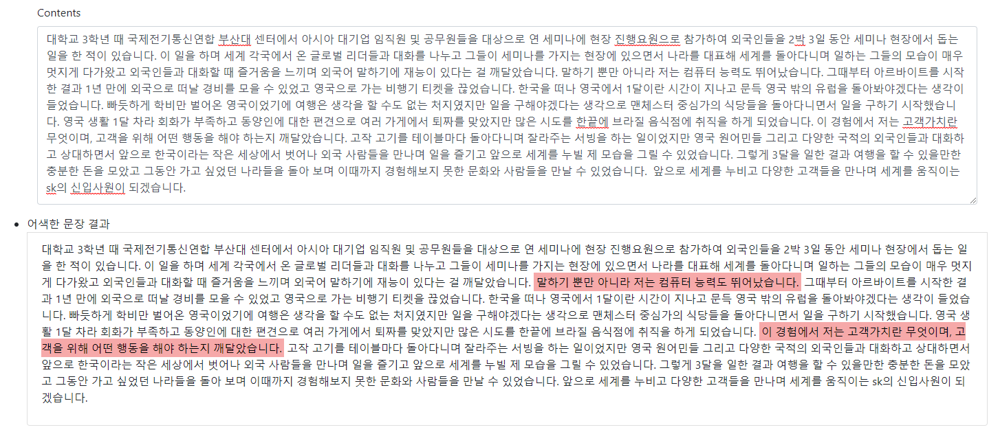 Contents
대학교 3학년 때 국제전기통신연합 부산대 센터에서 아시아 대기업 임직원 및 공무원들을 대상으로 연 세미나에 현장 진행요원으로 참가하여 외국인들을 2박 3일 동안 세미나 현장에서 돕는
일을 한 적이 있습니다. 이 일을 하며 세계 각국에서 온 글로벌 리더들과 대화를 나누고 그들이 세미나를 가지는 현장에 있으면서 나라를 대표해 세계를 돌아다니며 일하는 그들의 모습이 매우
멋지게 다가왔고 외국인들과 대화할 때 즐거움을 느끼며 외국어 말하기에 재능이 있다는 걸 깨달았습니다. 말하기 뿐만 아니라 저는 컴퓨터 능력도 뛰어났습니다. 그때부터 아르바이트를 시작
한 결과 1년 만에 외국으로 떠날 경비를 모을 수 있었고 영국으로 가는 비행기 티켓을 끊었습니다. 한국을 떠나 영국에서 1달이란 시간이 지나고 문득 영국 밖의 유럽을 돌아봐야겠다는 생각이
들었습니다. 빠듯하게 학비만 벌어온 영국이었기에 여행은 생각을 할 수도 없는 처지였지만 일을 구해야겠다는 생각으로 맨체스터 중심가의 식당들을 돌아다니면서 일을 구하기 시작했습니
다. 영국 생활 1달 차라 회화가 부족하고 동양인에 대한 편견으로 여러 가게에서 퇴짜를 맞았지만 많은 시도를 한끝에 브라질 음식점에 취직을 하게 되었습니다. 이 경험에서 저는 고객가치란
무엇이며, 고객을 위해 어떤 행동을 해야 하는지 깨달았습니다. 고작 고기를 테이블마다 돌아다니며 잘라주는 서빙을 하는 일이었지만 영국 원어민들 그리고 다양한 국적의 외국인들과 대화하
고 상대하면서 앞으로 한국이라는 작은 세상에서 벗어나 외국 사람들을 만나며 일을 즐기고 앞으로 세계를 누빌 제 모습을 그릴 수 있었습니다. 그렇게 3달을 일한 결과 여행을 할 수 있을만한
충분한 돈을 모았고 그동안 가고 싶었던 나라들을 돌아 보며 이때까지 경험해보지 못한 문화와 사람들을 만날 수 있었습니다.  앞으로 세계를 누비고 다양한 고객들을 만나며 세계를 움직이는
sk의 신입사원이 되겠습니다.
어색한 문장 결과
대학교 3학년 때 국제전기통신연합 부산대 센터에서 아시아 대기업 임직원 및 공무원들을 대상으로 연 세미나에 현장 진행요원으로 참가하여 외국인들을 2박 3일 동안 세미나 현장에서 돕는 일
을 한 적이 있습니다. 이 일을 하며 세계 각국에서 온 글로벌 리더들과 대화를 나누고 그들이 세미나를 가지는 현장에 있으면서 나라를 대표해 세계를 돌아다니며 일하는 그들의 모습이 매우 멋지
게 다가왔고 외국인들과 대화할 때 즐거움을 느끼며 외국어 말하기에 재능이 있다는 걸 깨달았습니다. 말하기 뿐만 아니라 저는 컴퓨터 능력도 뛰어났습니다. 그때부터 아르바이트를 시작한 결
과 1년 만에 외국으로 떠날 경비를 모을 수 있었고 영국으로 가는 비행기 티켓을 끊었습니다. 한국을 떠나 영국에서 1달이란 시간이 지나고 문득 영국 밖의 유럽을 돌아봐야겠다는 생각이 들었습
니다. 빠듯하게 학비만 벌어온 영국이었기에 여행은 생각을 할 수도 없는 처지였지만 일을 구해야겠다는 생각으로 맨체스터 중심가의 식당들을 돌아다니면서 일을 구하기 시작했습니다. 영국 생
활 1달 차라 회화가 부족하고 동양인에 대한 편견으로 여러 가게에서 퇴짜를 맞았지만 많은 시도를 한끝에 브라질 음식점에 취직을 하게 되었습니다. 이 경험에서 저는 고객가치란 무엇이며, 고
객을 위해 어떤 행동을 해야 하는지 깨달았습니다. 고작 고기를 테이블마다 돌아다니며 잘라주는 서빙을 하는 일이었지만 영국 원어민들 그리고 다양한 국적의 외국인들과 대화하고 상대하면서
앞으로 한국이라는 작은 세상에서 벗어나 외국 사람들을 만나며 일을 즐기고 앞으로 세계를 누빌 제 모습을 그릴 수 있었습니다. 그렇게 3달을 일한 결과 여행을 할 수 있을만한 충분한 돈을 모았
고 그동안 가고 싶었던 나라들을 돌아 보며 이때까지 경험해보지 못한 문화와 사람들을 만날 수 있었습니다. 앞으로 세계를 누비고 다양한 고객들을 만나며 세계를 움직이는 sk의 신입사원이 되
겠습니다.